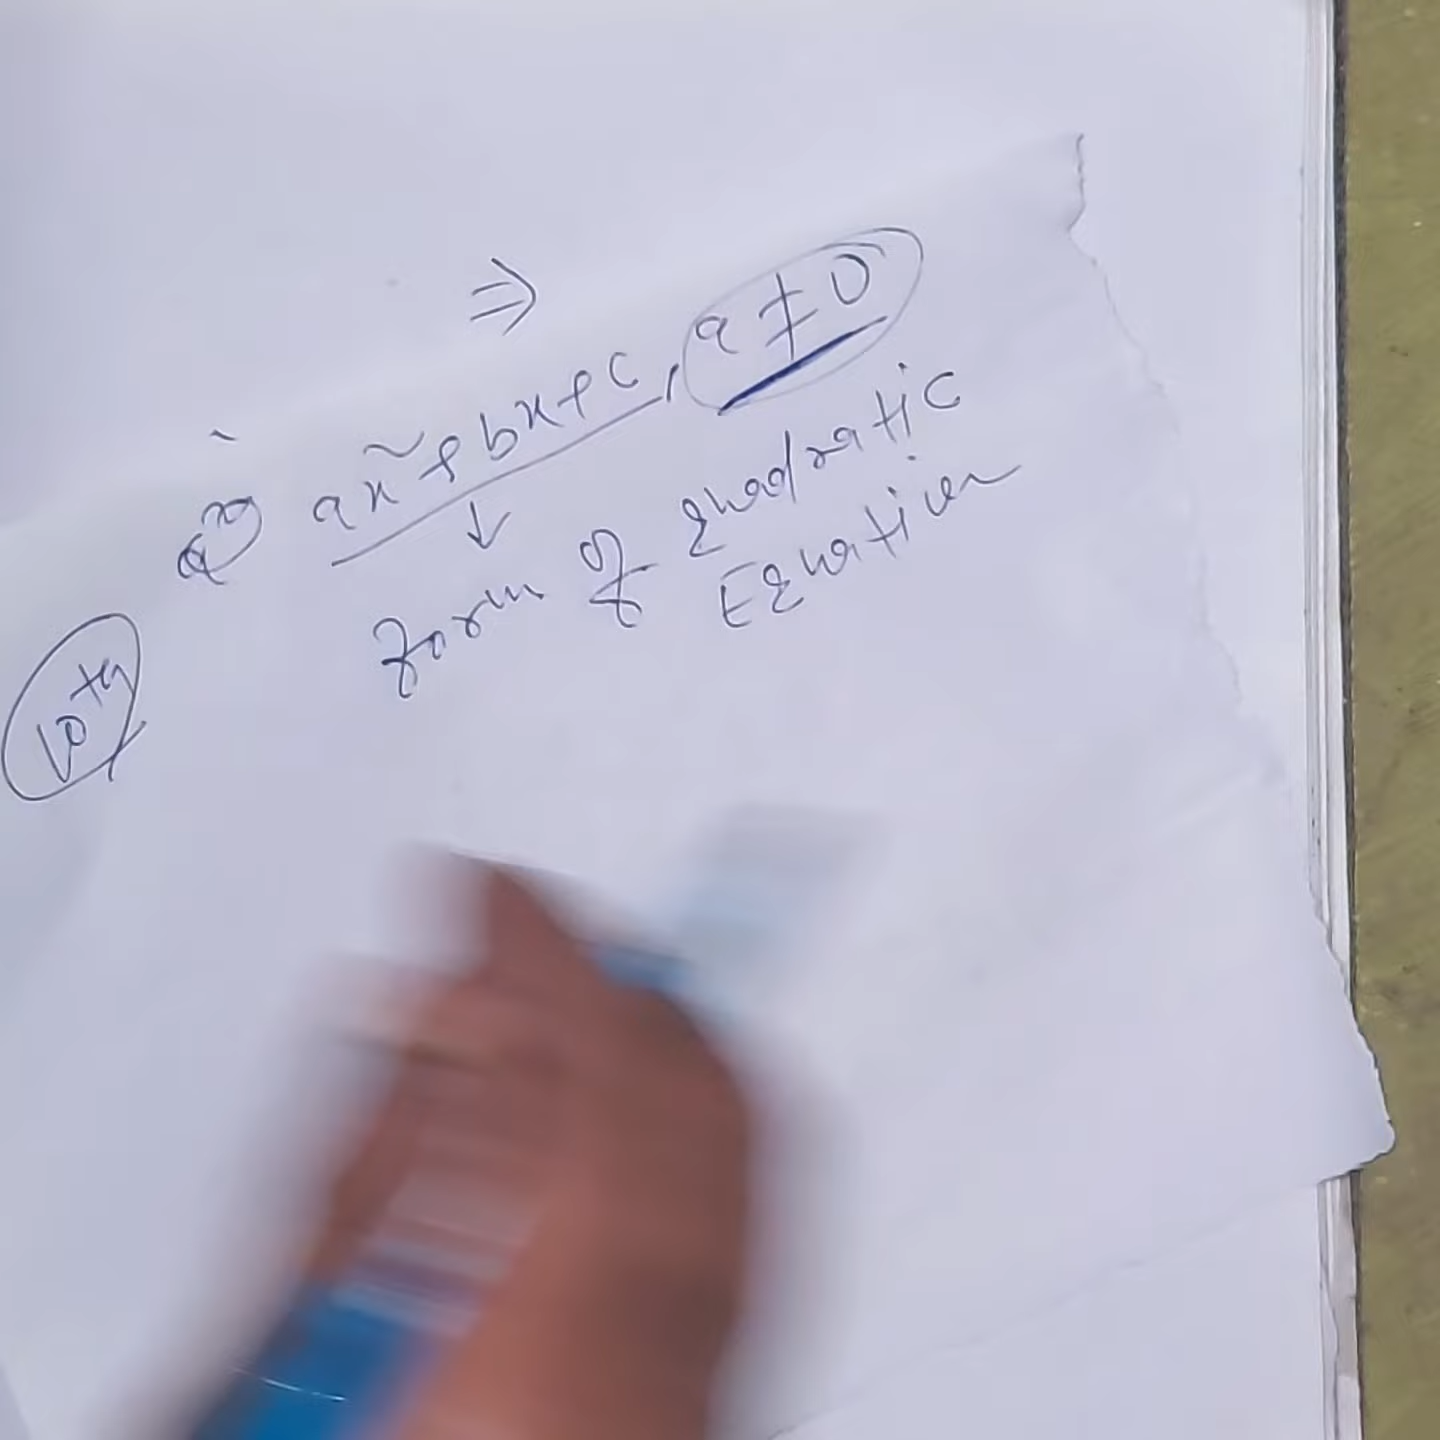 ⇒
ax² + bx + c, a ≠ 0
↓
form of quadratic
Equation
10th